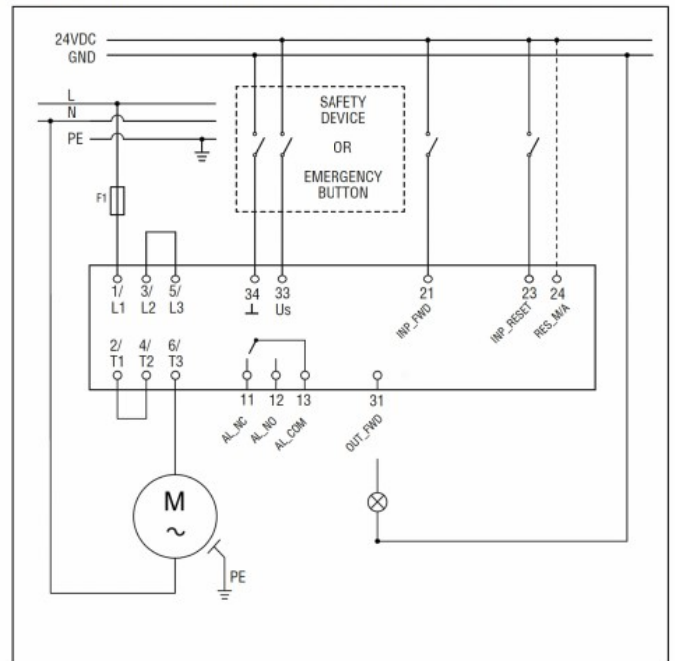 24VDC
GND
L
N
PE
SAFETY
DEVICE
OR
EMERGENCY
BUTTON
F1
1/
L1
3/
L2
5/
L3
34
⊥
33
Us
21
INP_FWD
23
INP_RESET
24
RES_M/A
2/
T1
4/
T2
6/
T3
11
AL_NC
12
AL_NO
13
AL_COM
31
OUT_FWD
M
~
PE